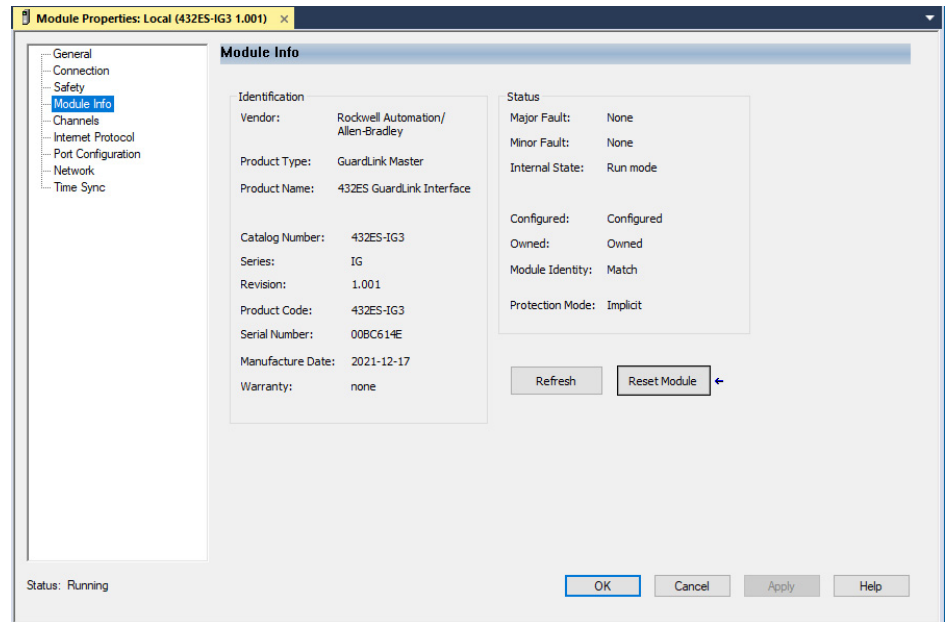 Module Properties: Local (432ES-IG3 1.001) ×
General
Connection
Safety
Module Info
Channels
Internet Protocol
Port Configuration
Network
Time Sync
Module Info
Identification
Vendor: Rockwell Automation/
Allen-Bradley
Product Type: GuardLink Master
Product Name: 432ES GuardLink Interface
Catalog Number: 432ES-IG3
Series: IG
Revision: 1.001
Product Code: 432ES-IG3
Serial Number: 00BC614E
Manufacture Date: 2021-12-17
Warranty: none
Status
Major Fault: None
Minor Fault: None
Internal State: Run mode
Configured: Configured
Owned: Owned
Module Identity: Match
Protection Mode: Implicit
Refresh Reset Module ←
Status: Running
OK Cancel Apply Help